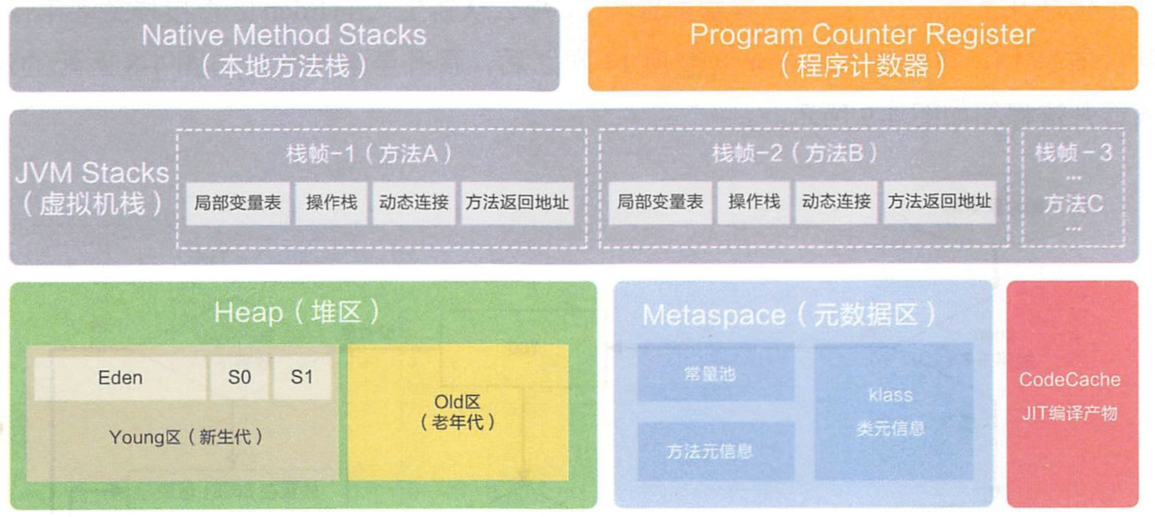 Native Method Stacks
（本地方法栈）
Program Counter Register
（程序计数器）
JVM Stacks
（虚拟机栈）
栈帧-1（方法A）
局部变量表
操作栈
动态连接
方法返回地址
栈帧-2（方法B）
局部变量表
操作栈
动态连接
方法返回地址
栈帧-3
...
方法C
...
Heap（堆区）
Eden
S0
S1
Young区（新生代）
Old区
（老年代）
Metaspace（元数据区）
常量池
方法元信息
klass
类元信息
CodeCache
JIT编译产物